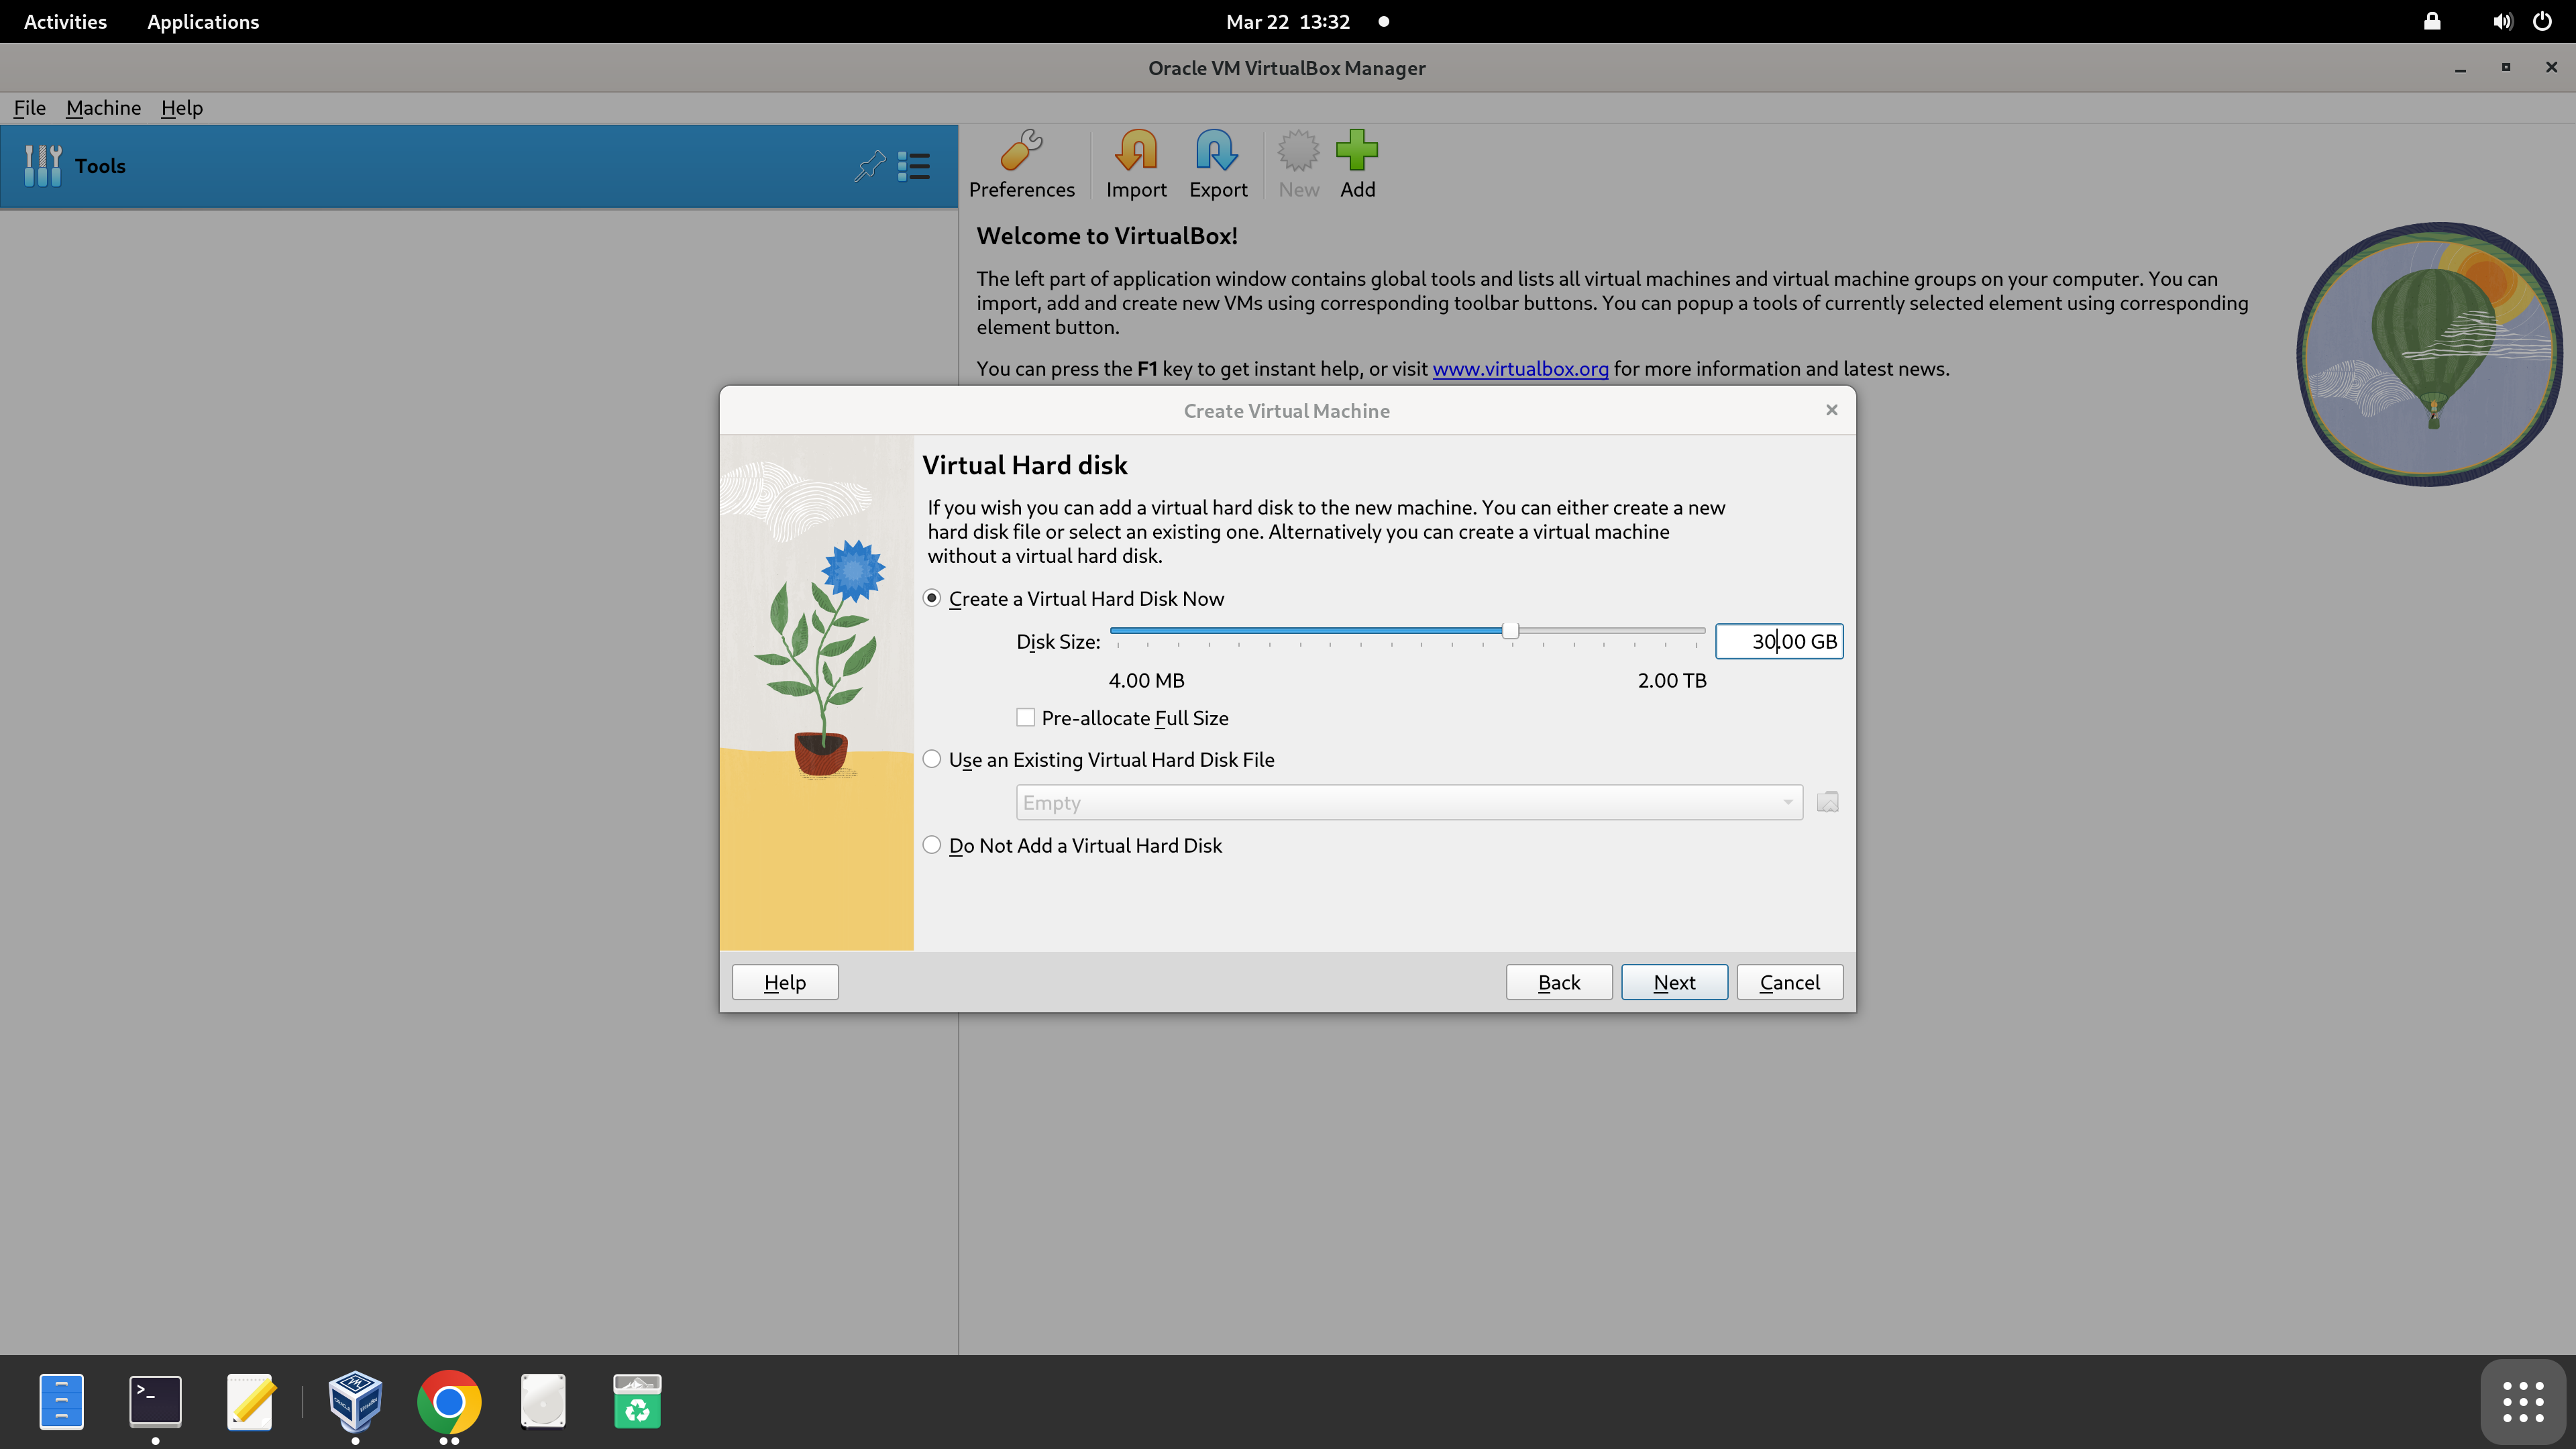 Activities Applications Mar 22 13:32
Oracle VM VirtualBox Manager
File Machine Help
Tools
Preferences Import Export New Add
Welcome to VirtualBox!
The left part of application window contains global tools and lists all virtual machines and virtual machine groups on your computer. You can
import, add and create new VMs using corresponding toolbar buttons. You can popup a tools of currently selected element using corresponding
element button.
You can press the F1 key to get instant help, or visit www.virtualbox.org for more information and latest news.
Create Virtual Machine
Virtual Hard disk
If you wish you can add a virtual hard disk to the new machine. You can either create a new
hard disk file or select an existing one. Alternatively you can create a virtual machine
without a virtual hard disk.
Create a Virtual Hard Disk Now
Disk Size: 30.00 GB
4.00 MB 2.00 TB
Pre-allocate Full Size
Use an Existing Virtual Hard Disk File
Empty
Do Not Add a Virtual Hard Disk
Help Back Next Cancel
>_